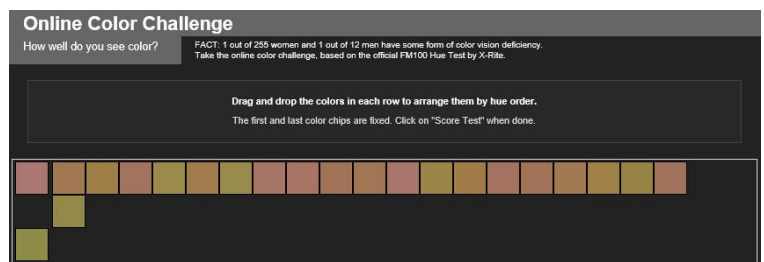 Online Color Challenge
How well do you see color?
FACT: 1 out of 255 women and 1 out of 12 men have some form of color vision deficiency.
Take the online color challenge, based on the official FM100 Hue Test by X-Rite.
Drag and drop the colors in each row to arrange them by hue order.
The first and last color chips are fixed. Click on "Score Test" when done.